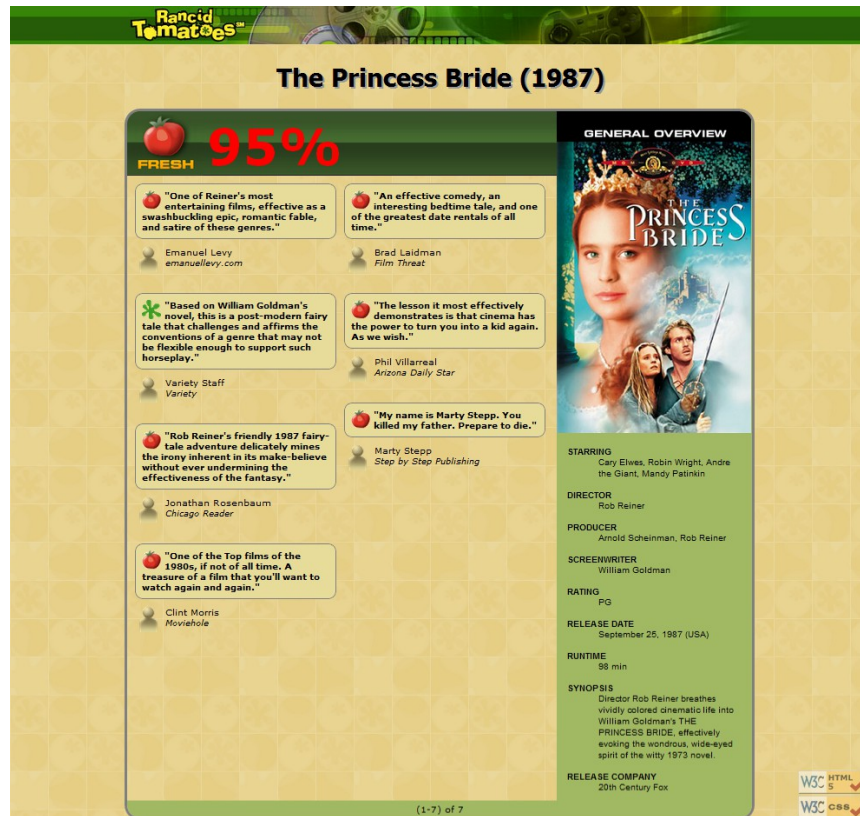 Rancid
Tomatoes℠
The Princess Bride (1987)
FRESH
95%
"One of Reiner's most
entertaining films, effective as a
swashbuckling epic, romantic fable,
and satire of these genres."
Emanuel Levy
emanuellevy.com
"Based on William Goldman's
novel, this is a post-modern fairy
tale that challenges and affirms the
conventions of a genre that may not
be flexible enough to support such
horseplay."
Variety Staff
Variety
"Rob Reiner's friendly 1987 fairy-
tale adventure delicately mines
the irony inherent in its make-believe
without ever undermining the
effectiveness of the fantasy."
Jonathan Rosenbaum
Chicago Reader
"One of the Top films of the
1980s, if not of all time. A
treasure of a film that you'll want to
watch again and again."
Clint Morris
Moviehole
"An effective comedy, an
interesting bedtime tale, and one
of the greatest date rentals of all
time."
Brad Laidman
Film Threat
"The lesson it most effectively
demonstrates is that cinema has
the power to turn you into a kid again.
As we wish."
Phil Villarreal
Arizona Daily Star
"My name is Marty Stepp. You
killed my father. Prepare to die."
Marty Stepp
Step by Step Publishing
GENERAL OVERVIEW
THE
PRINCESS
BRIDE
STARRING
Cary Elwes, Robin Wright, Andre
the Giant, Mandy Patinkin
DIRECTOR
Rob Reiner
PRODUCER
Arnold Scheinman, Rob Reiner
SCREENWRITER
William Goldman
RATING
PG
RELEASE DATE
September 25, 1987 (USA)
RUNTIME
98 min
SYNOPSIS
Director Rob Reiner breathes
vividly colored cinematic life into
William Goldman's THE
PRINCESS BRIDE, effectively
evoking the wondrous, wide-eyed
spirit of the witty 1973 novel.
RELEASE COMPANY
20th Century Fox
(1-7) of 7
W3C HTML
5
W3C CSS